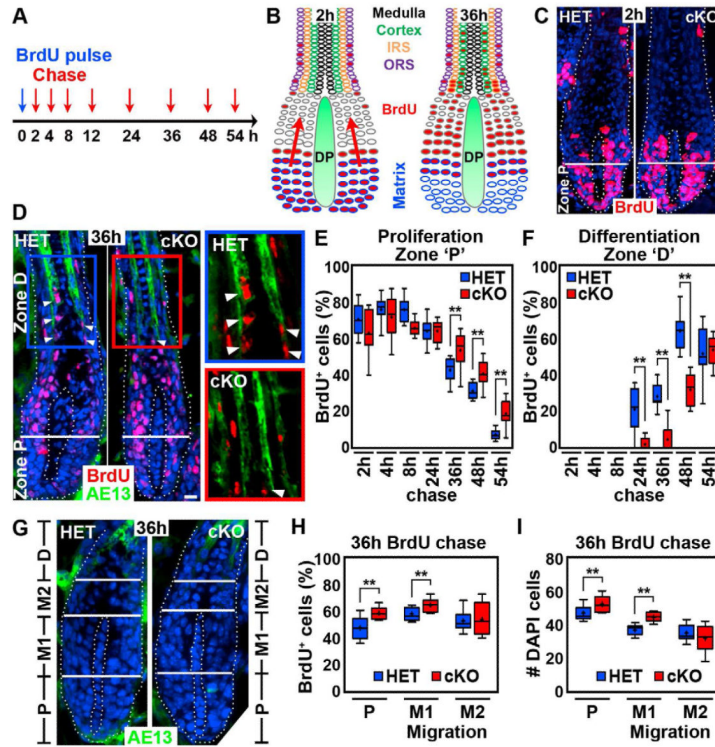 A
BrdU pulse
Chase
0 2 4 8 12 24 36 48 54 h
B
2h
Medulla
Cortex
IRS
ORS
36h
BrdU
DP
DP
Matrix
C
HET
2h
cKO
Zone P
BrdU
D
HET
36h
cKO
Zone D
Zone P
BrdU
AE13
HET
cKO
E
Proliferation
Zone ‘P’
BrdU+ cells (%)
100
80
60
40
20
0
HET
cKO
**
**
**
2h
4h
8h
24h
36h
48h
54h
chase
F
Differentiation
Zone ‘D’
BrdU+ cells (%)
100
80
60
40
20
0
HET
cKO
**
**
**
2h
4h
8h
24h
36h
48h
54h
chase
G
HET
36h
cKO
D
M2
M1
P
D
M2
M1
P
AE13
H
36h BrdU chase
BrdU+ cells (%)
100
80
60
40
20
0
**
**
HET
cKO
P
M1
M2
Migration
I
36h BrdU chase
# DAPI cells
100
80
60
40
20
0
**
**
HET
cKO
P
M1
M2
Migration